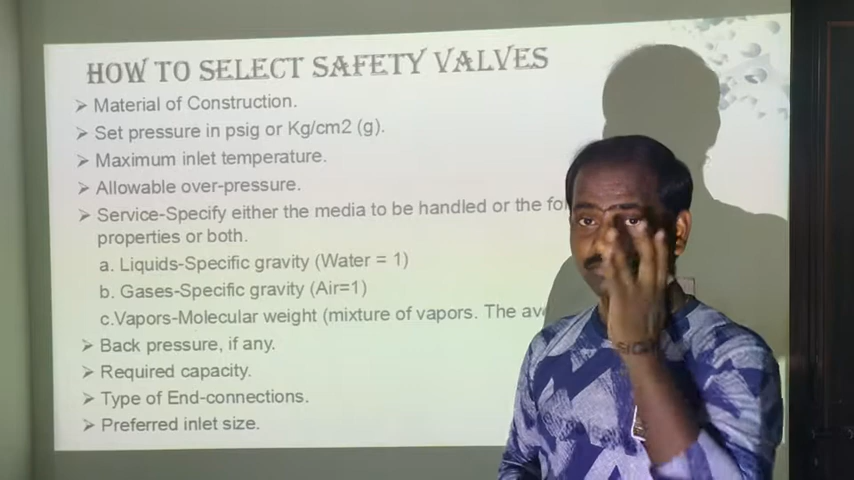 HOW TO SELECT SAFETY VALVES
➢ Material of Construction.
➢ Set pressure in psig or Kg/cm2 (g).
➢ Maximum inlet temperature.
➢ Allowable over-pressure.
➢ Service-Specify either the media to be handled or the
properties or both.
a. Liquids-Specific gravity (Water = 1)
b. Gases-Specific gravity (Air=1)
c.Vapors-Molecular weight (mixture of vapors. The
➢ Back pressure, if any.
➢ Required capacity.
➢ Type of End-connections.
➢ Preferred inlet size.